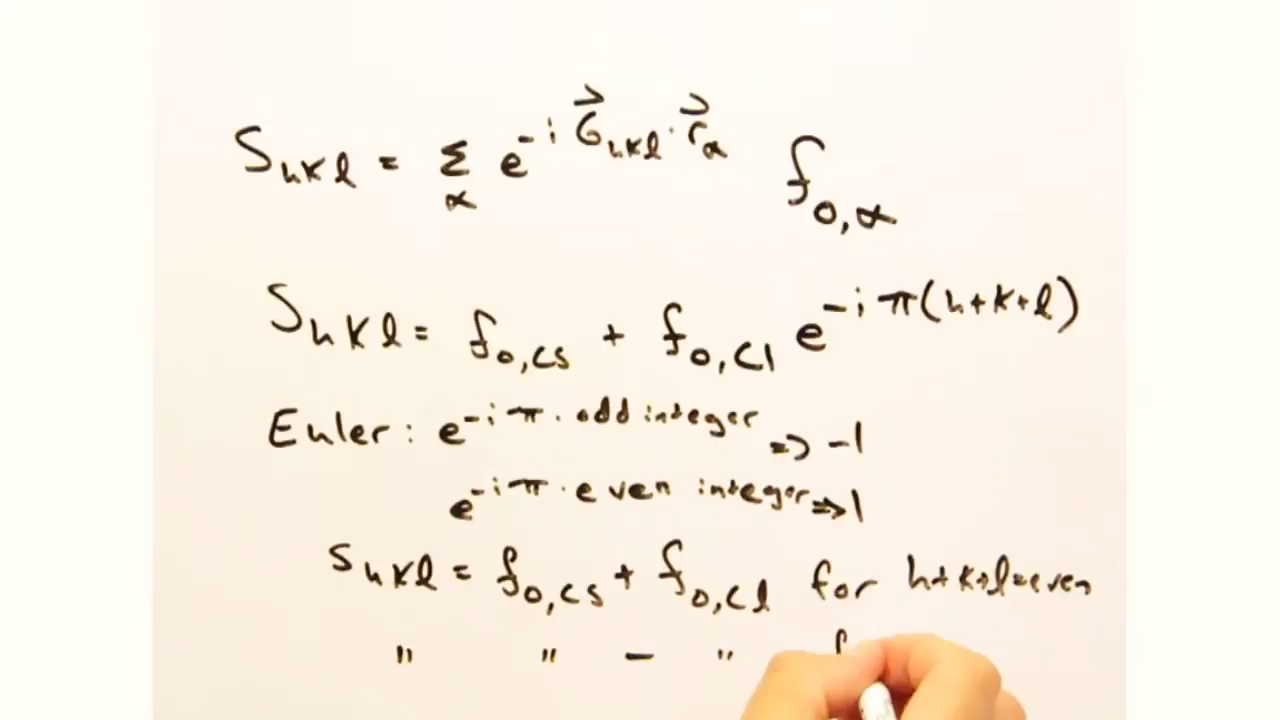 S_hkl = Σ_α e^{-i G⃗_hkl · r⃗_α} f_{0,α}
S_hkl = f_{0,Cs} + f_{0,Cl} e^{-iπ(h+k+l)}
Euler: e^{-iπ · odd integer} => -1
e^{-iπ · even integer} => 1
S_hkl = f_{0,Cs} + f_{0,Cl} for h+k+l=even
" " - " f